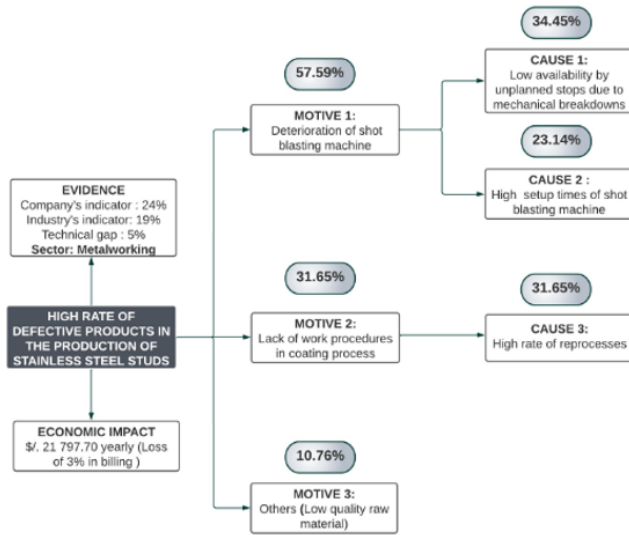 34.45%
57.59%
CAUSE 1:
Low availability by
unplanned stops due to
mechanical breakdowns
MOTIVE 1:
Deterioration of shot
blasting machine
23.14%
CAUSE 2 :
High setup times of shot
blasting machine
EVIDENCE
Company's indicator : 24%
Industry's indicator: 19%
Technical gap : 5%
Sector: Metalworking
31.65%
31.65%
HIGH RATE OF
DEFECTIVE PRODUCTS IN
THE PRODUCTION OF
STAINLESS STEEL STUDS
MOTIVE 2:
Lack of work procedures
in coating process
CAUSE 3:
High rate of reprocesses
ECONOMIC IMPACT
$/. 21 797.70 yearly (Loss
of 3% in billing )
10.76%
MOTIVE 3:
Others (Low quality raw
material)